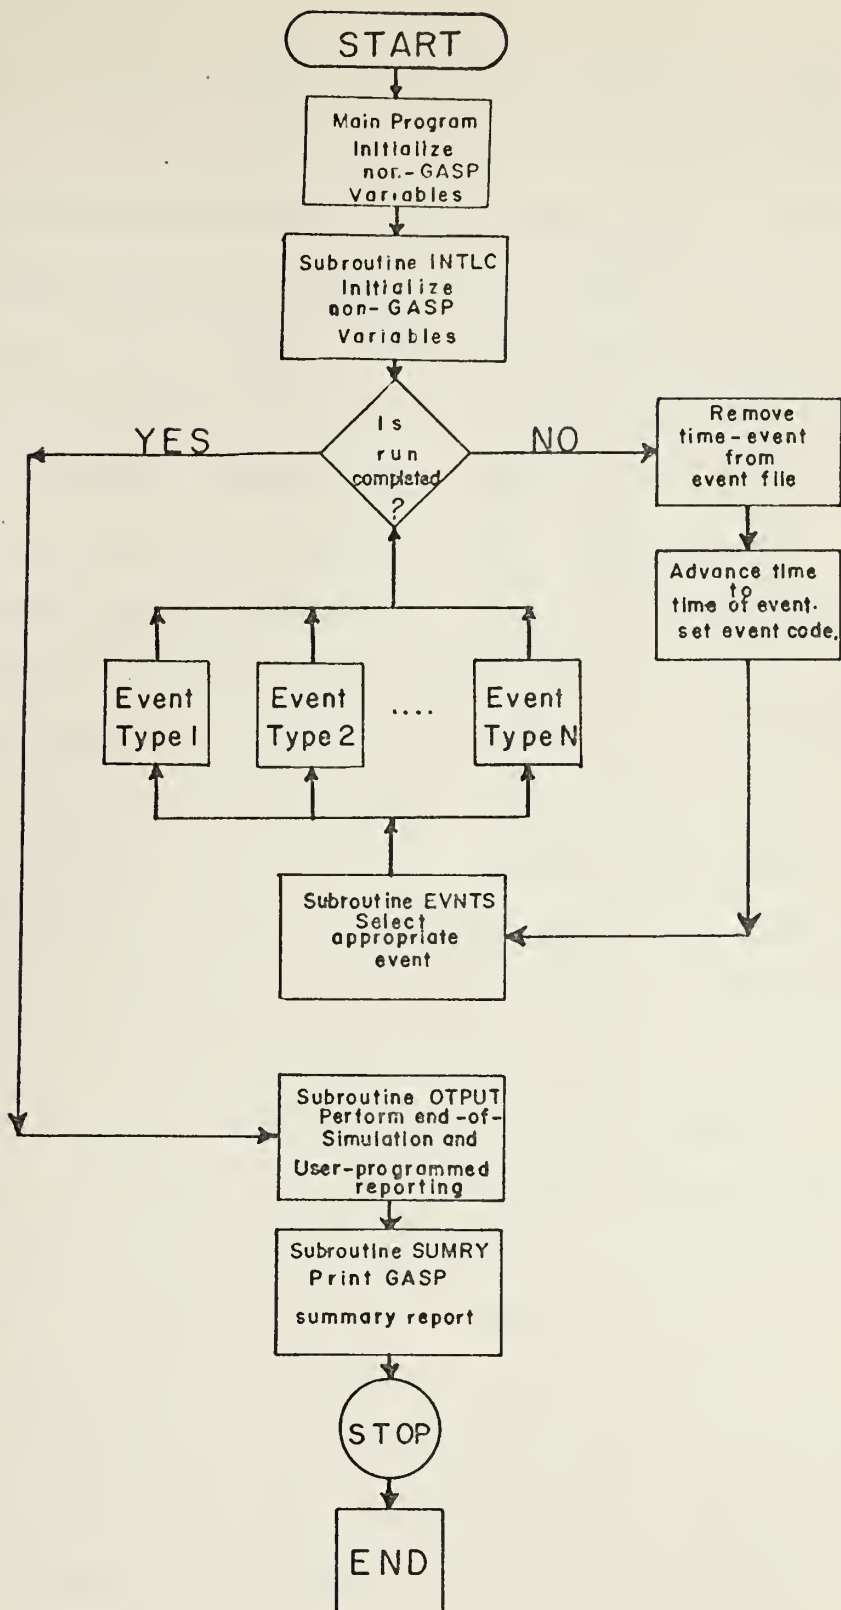 START
Main Program
Initialize
nor.-GASP
Variables
Subroutine INTLC
Initialize
non-GASP
Variables
Is
run
completed
?
YES
NO
Remove
time-event
from
event file
Advance time
to
time of event.
set event code.
Event
Type 1
Event
Type 2
....
Event
Type N
Subroutine EVNTS
Select
appropriate
event
Subroutine OTPUT
Perform end-of-
Simulation and
User-programmed
reporting
Subroutine SUMRY
Print GASP
summary report
STOP
END